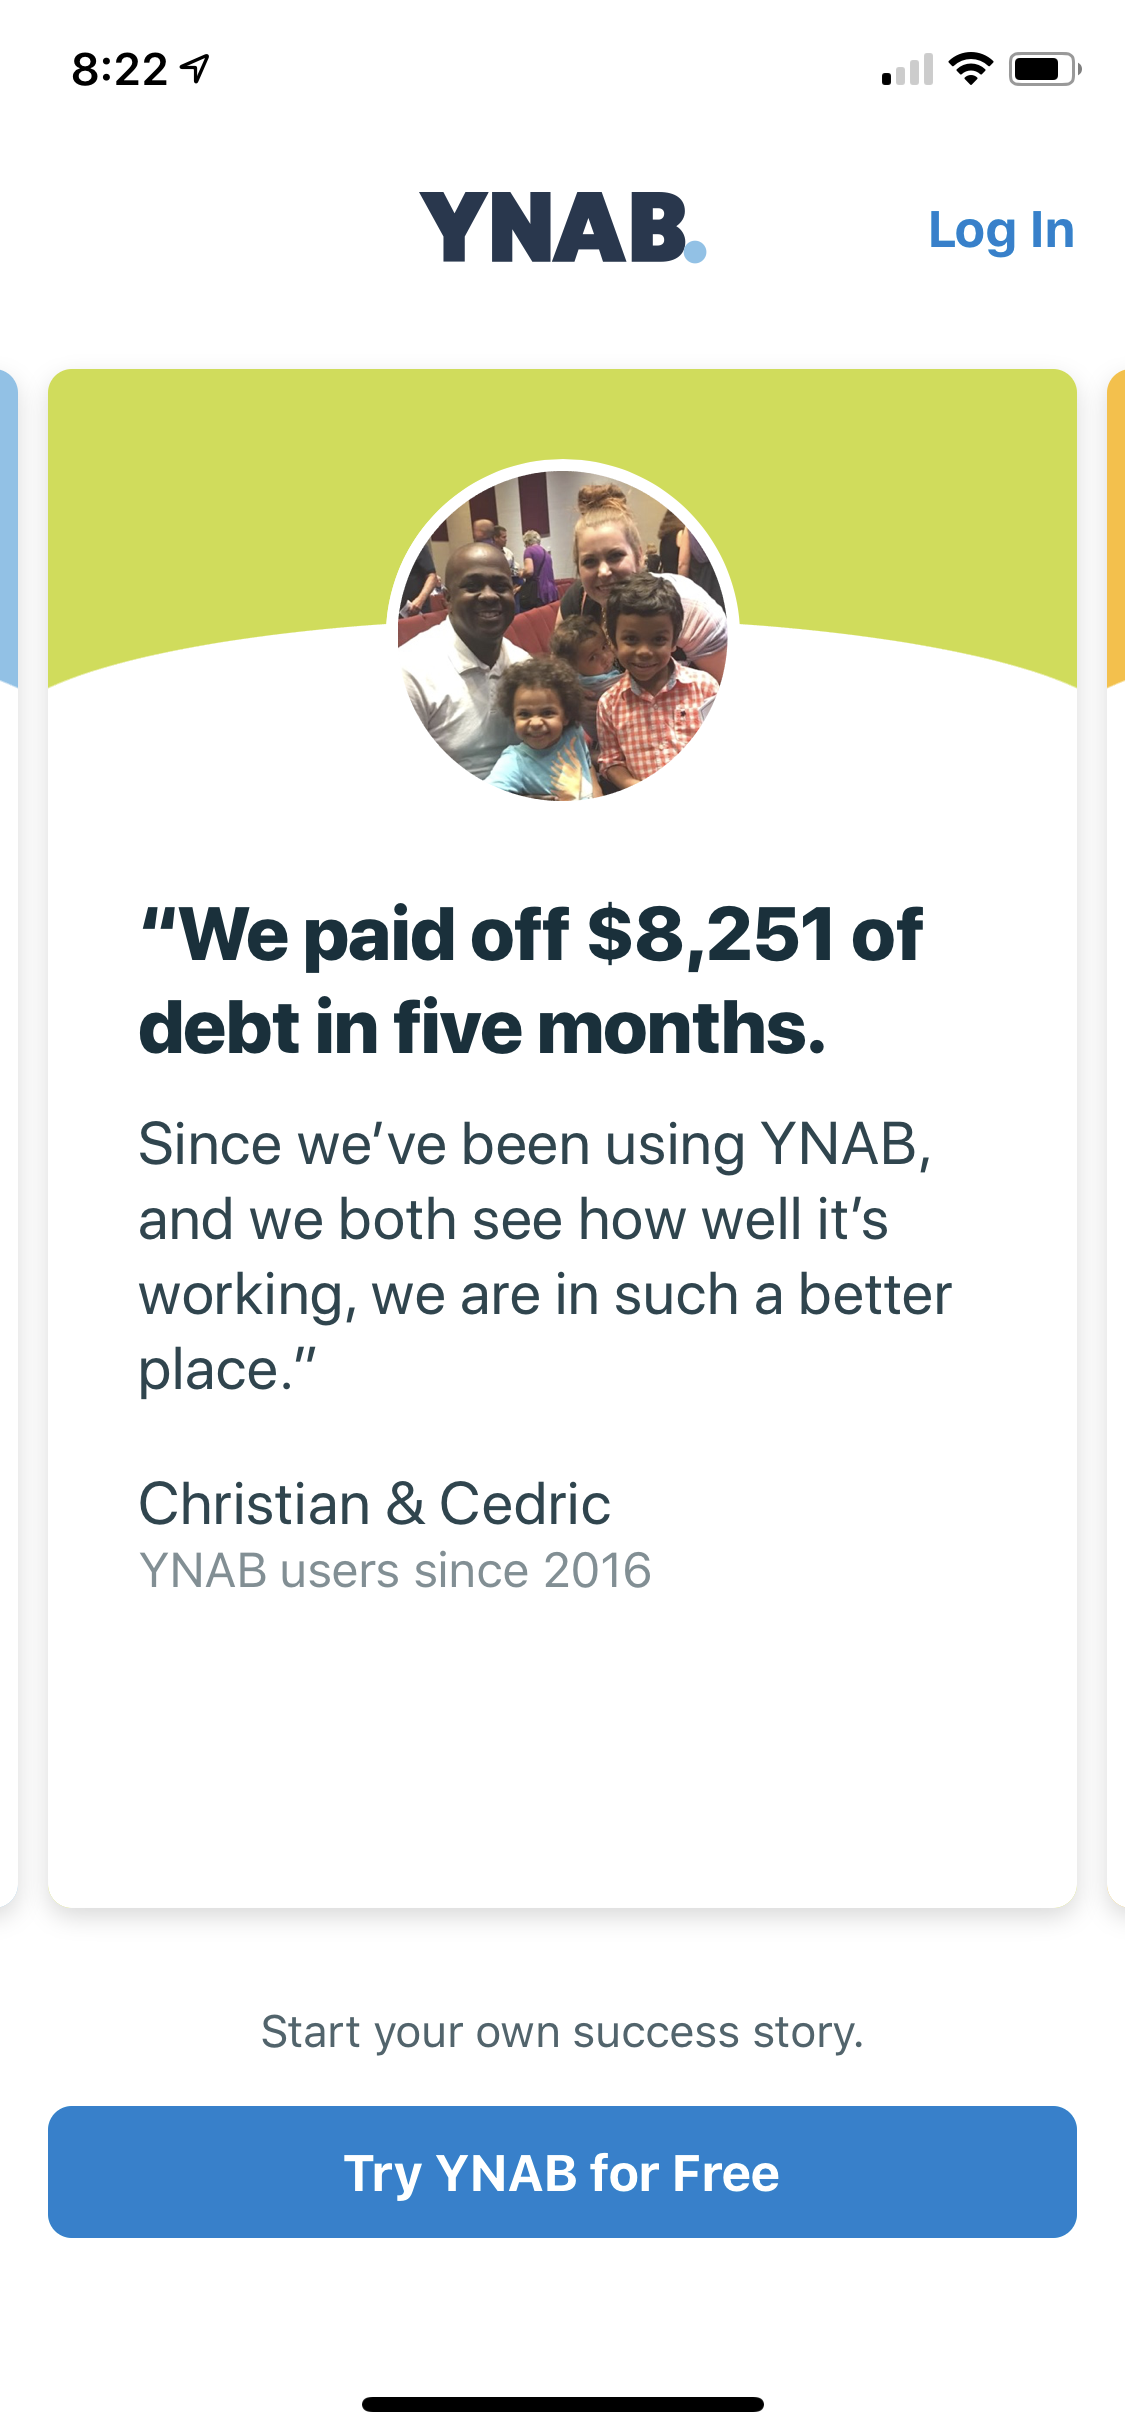 8:22
YNAB.
Log In
“We paid off $8,251 of
debt in five months.
Since we’ve been using YNAB,
and we both see how well it’s
working, we are in such a better
place.”
Christian & Cedric
YNAB users since 2016
Start your own success story.
Try YNAB for Free